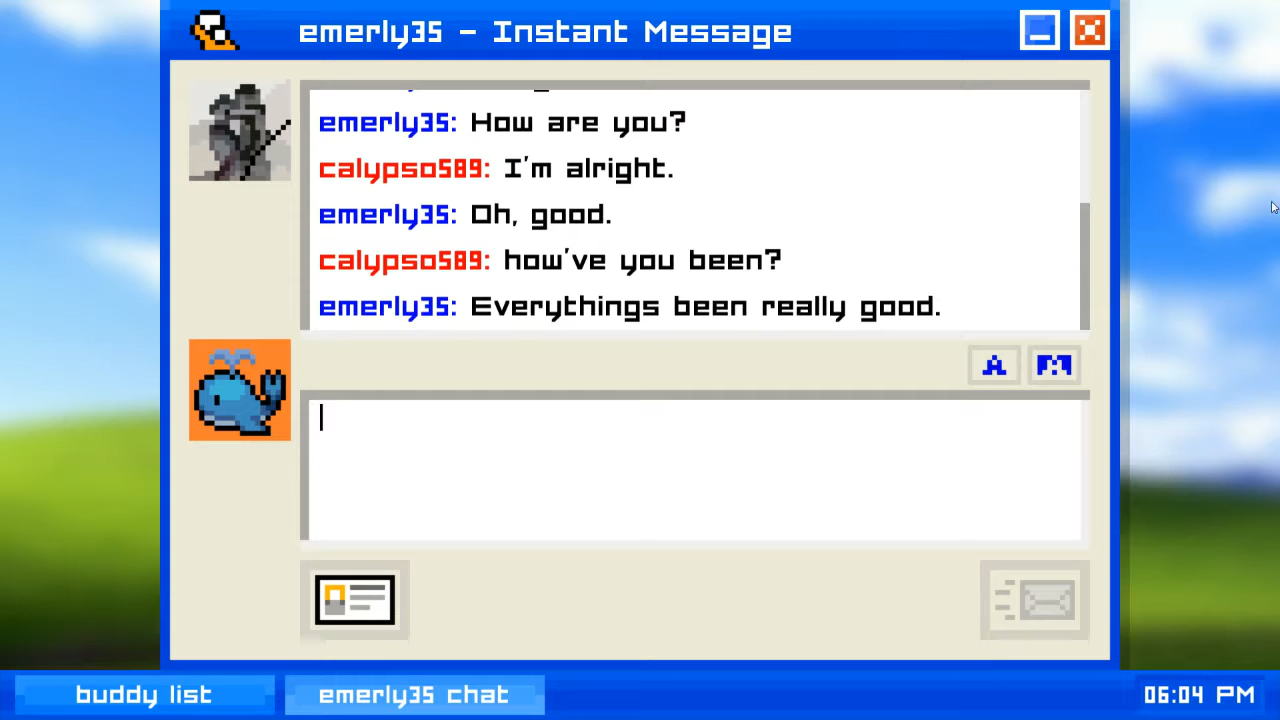 emerly35 - Instant Message
emerly35: How are you?
calypso589: I'm alright.
emerly35: Oh, good.
calypso589: how've you been?
emerly35: Everythings been really good.
A
buddy list
emerly35 chat
06:04 PM